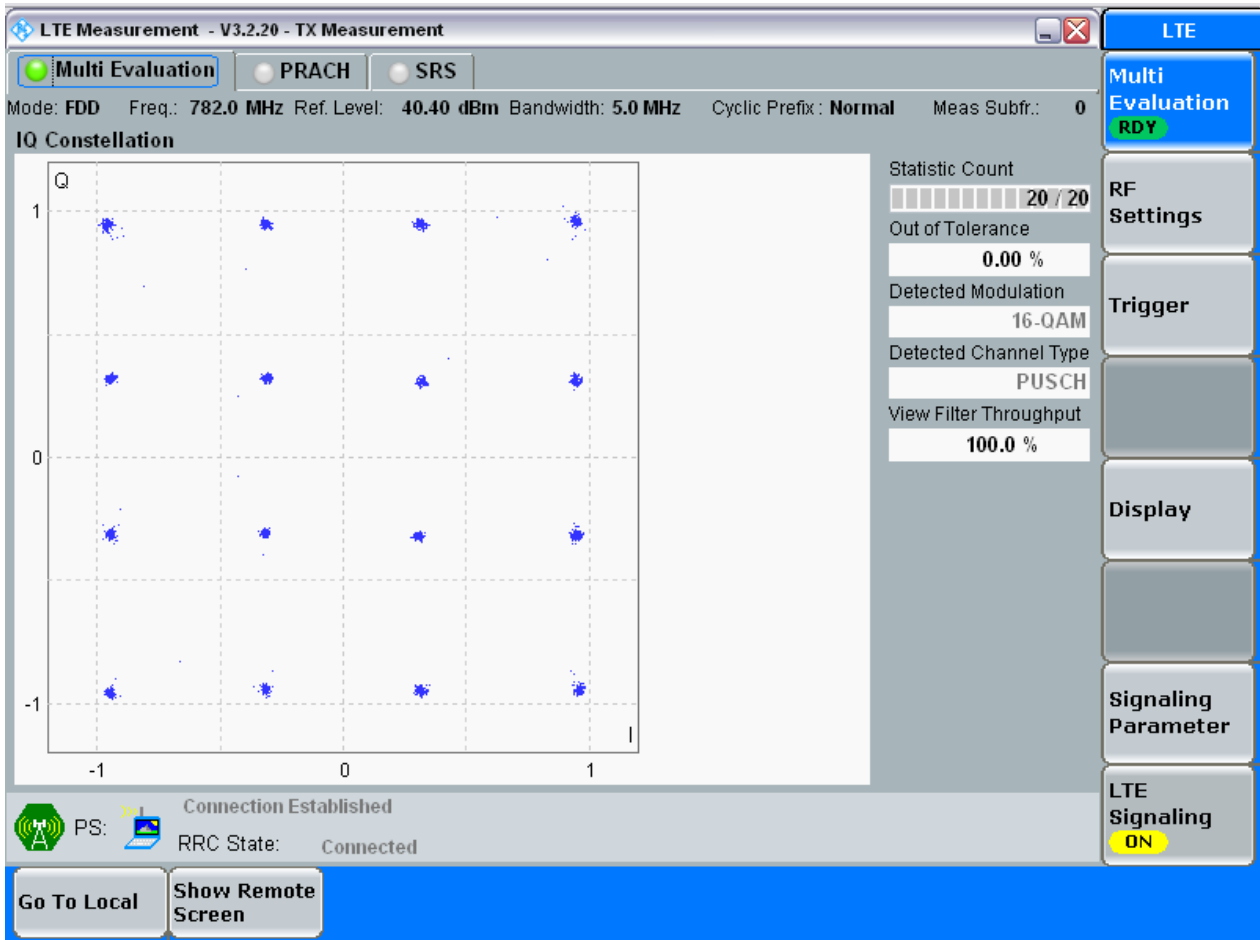 LTE Measurement - V3.2.20 - TX Measurement
LTE
Multi Evaluation PRACH SRS
Mode: FDD Freq.: 782.0 MHz Ref. Level: 40.40 dBm Bandwidth: 5.0 MHz Cyclic Prefix : Normal Meas Subfr.: 0
IQ Constellation
Q
1
0
-1
I
-1 0 1
Statistic Count
20 / 20
Out of Tolerance
0.00 %
Detected Modulation
16-QAM
Detected Channel Type
PUSCH
View Filter Throughput
100.0 %
Multi
Evaluation
RDY
RF
Settings
Trigger
Display
Signaling
Parameter
LTE
Signaling
ON
Connection Established
PS:
RRC State: Connected
Go To Local
Show Remote
Screen